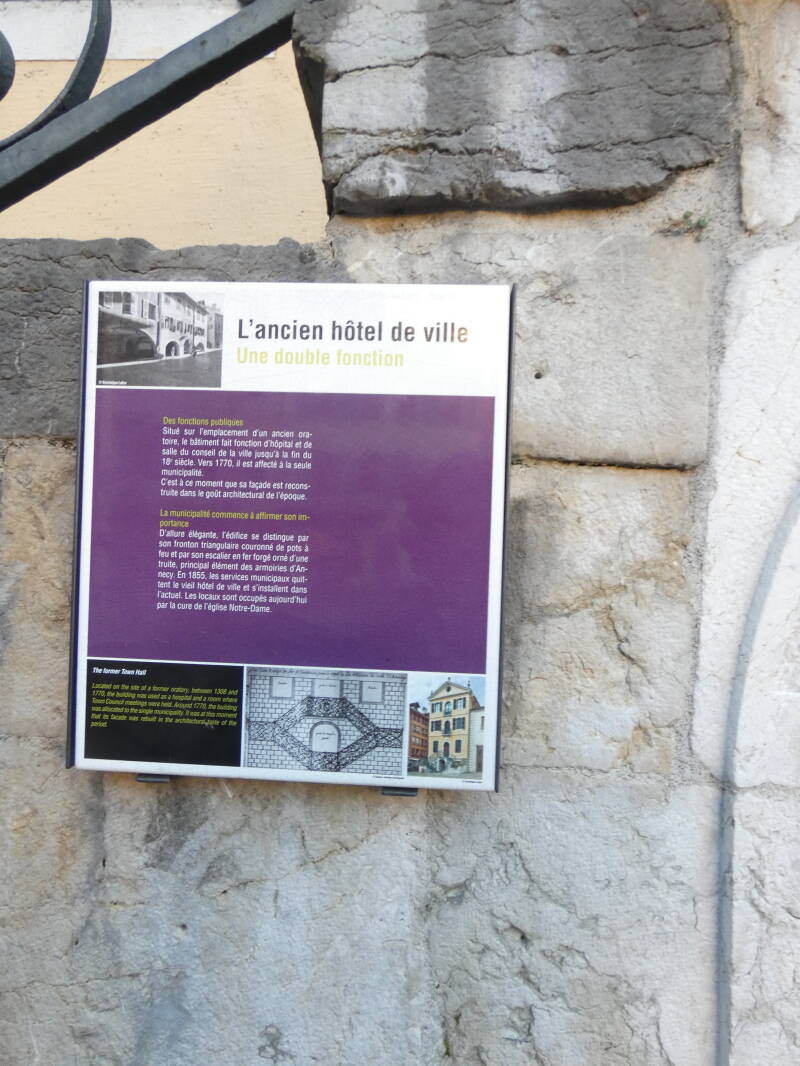 L'ancien hôtel de ville
Une double fonction
Des fonctions publiques
Situé sur l'emplacement d'un ancien ora-
toire, le bâtiment fait fonction d'hôpital et de
salle du conseil de la ville jusqu'à la fin du
18e siècle. Vers 1770, il est affecté à la seule
municipalité.
C'est à ce moment que sa façade est recons-
truite dans le goût architectural de l'époque.
La municipalité commence à affirmer son im-
portance
D'allure élégante, l'édifice se distingue par
son fronton triangulaire couronné de pots à
feu et par son escalier en fer forgé orné d'une
truite, principal élément des armoiries d'An-
necy. En 1855, les services municipaux quit-
tent le vieil hôtel de ville et s'installent dans
l'actuel. Les locaux sont occupés aujourd'hui
par la cure de l'église Notre-Dame.
The former Town Hall
Located on the site of a former oratory, between 1308 and
1770, the building was used as a hospital and a room where
Town Council meetings were held. Around 1770, the building
was allocated to the single municipality. It was at this moment
that its facade was rebuilt in the architectural taste of the
period.